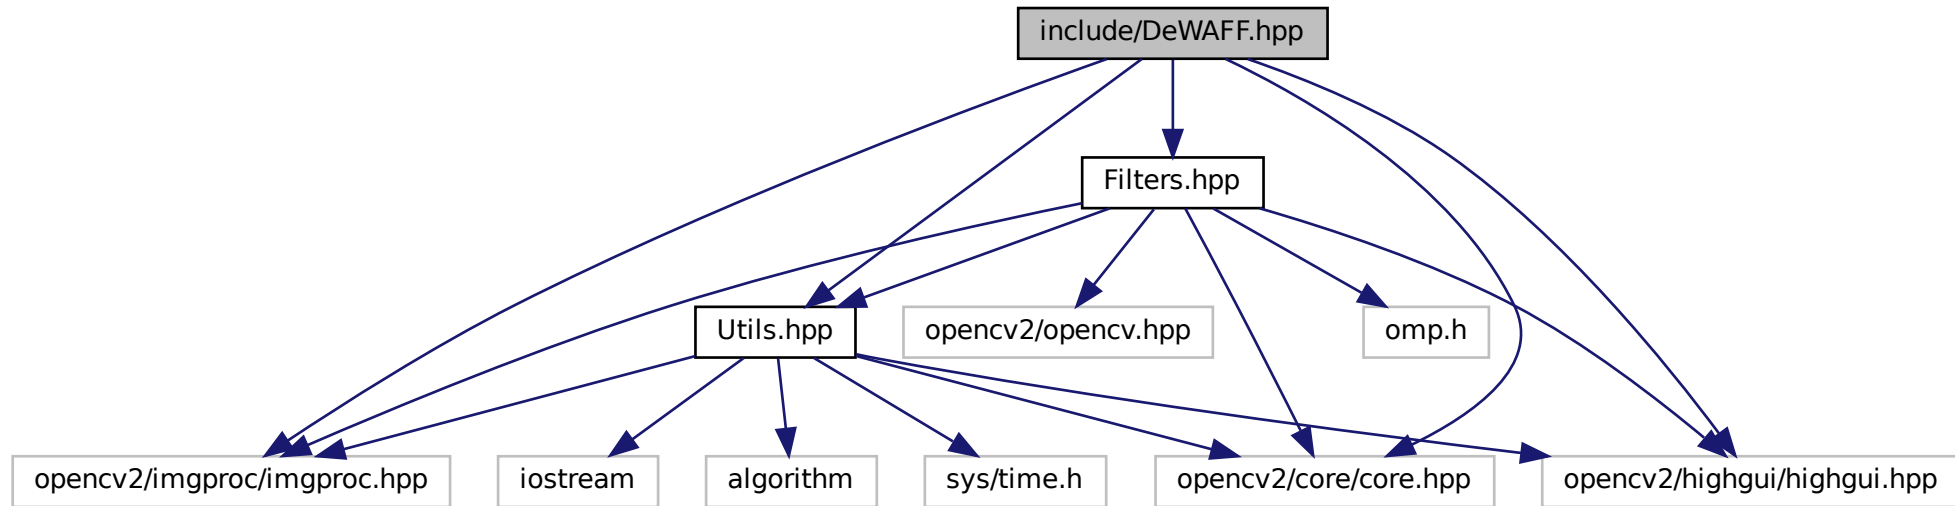 include/DeWAFF.hpp
Filters.hpp
Utils.hpp
opencv2/opencv.hpp
omp.h
opencv2/imgproc/imgproc.hpp
iostream
algorithm
sys/time.h
opencv2/core/core.hpp
opencv2/highgui/highgui.hpp